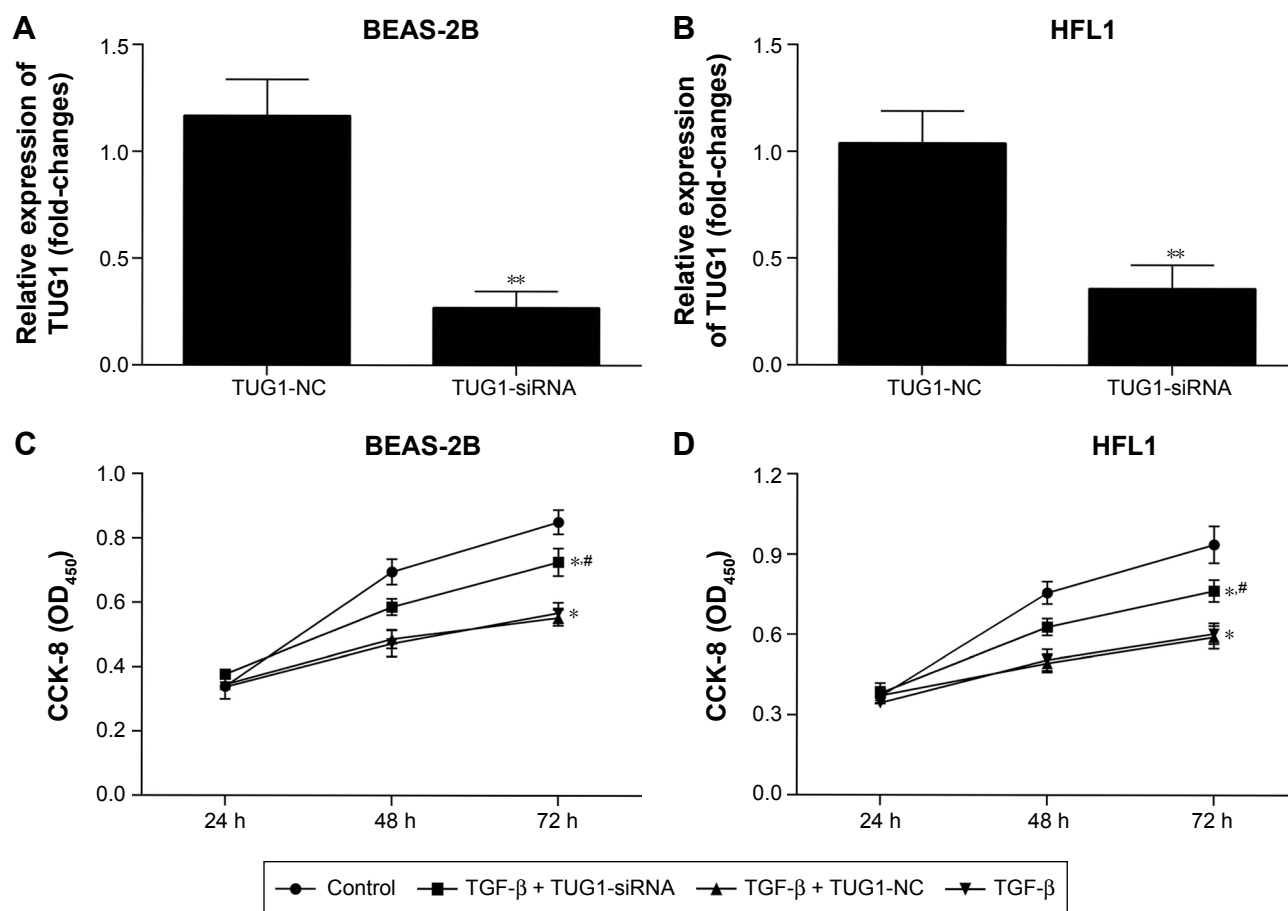 A
BEAS-2B
Relative expression of
TUG1 (fold-changes)
1.5
1.0
0.5
0.0
**
TUG1-NC
TUG1-siRNA
B
HFL1
Relative expression
of TUG1 (fold-changes)
1.5
1.0
0.5
0.0
**
TUG1-NC
TUG1-siRNA
C
BEAS-2B
CCK-8 (OD450)
1.0
0.8
0.6
0.4
0.2
0.0
*,#
*
24 h
48 h
72 h
D
HFL1
CCK-8 (OD450)
1.2
0.9
0.6
0.3
0.0
*,#
*
24 h
48 h
72 h
Control TGF-β + TUG1-siRNA TGF-β + TUG1-NC TGF-β